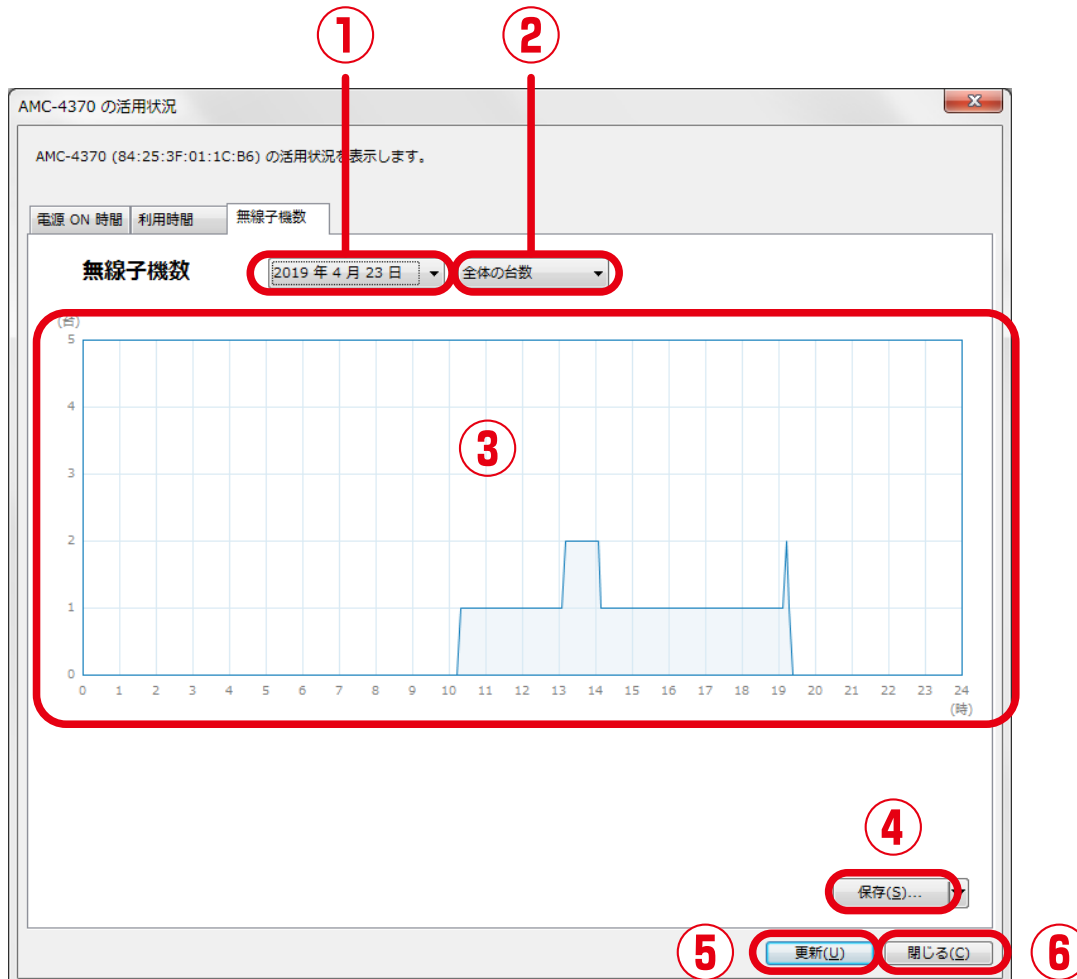 ① ②
AMC-4370 の活用状況
AMC-4370 (84:25:3F:01:1C:B6) の活用状況を表示します。
電源 ON 時間 利用時間 無線子機数
無線子機数 2019 年 4 月 23 日 全体の台数
(台)
5
4
③
3
2
1
0
0 1 2 3 4 5 6 7 8 9 10 11 12 13 14 15 16 17 18 19 20 21 22 23 24
(時)
④
保存(S)...
⑤ 更新(U) 閉じる(C) ⑥